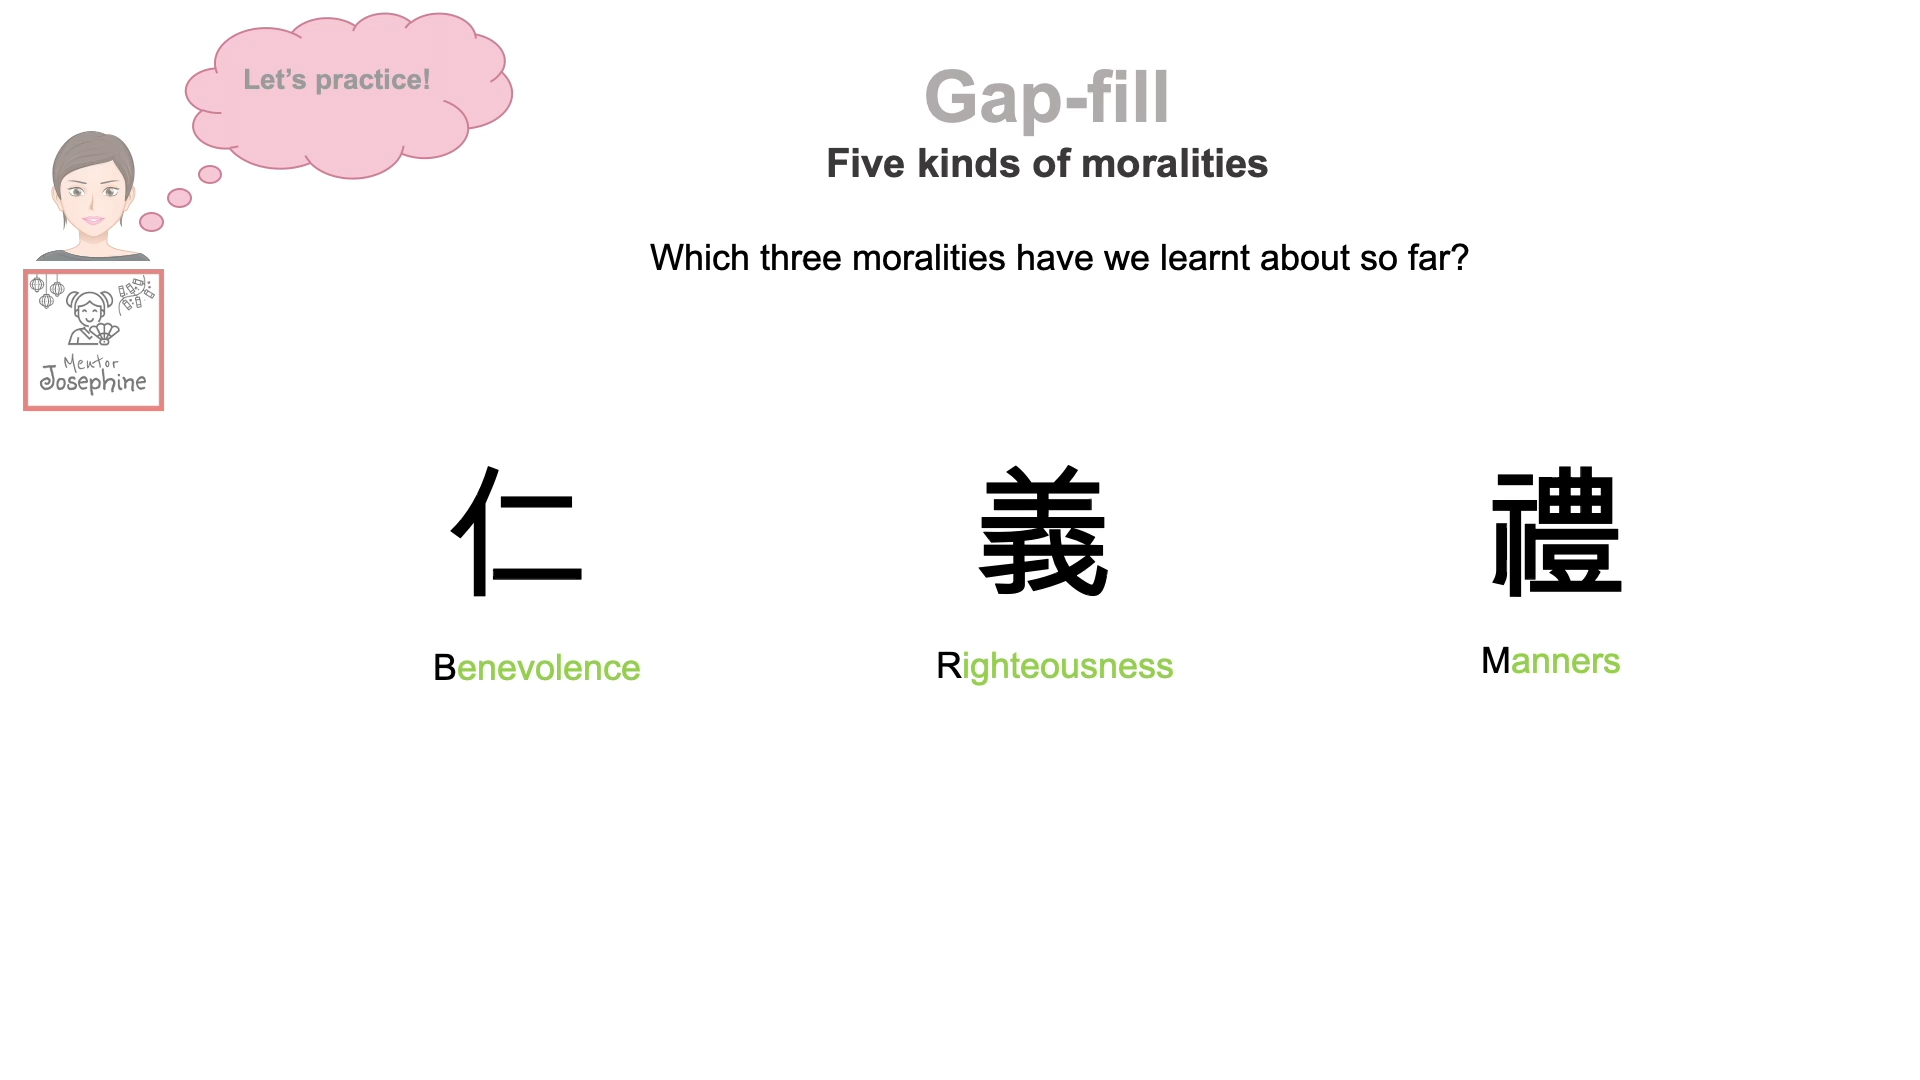 Let’s practice!
Gap-fill
Five kinds of moralities
Which three moralities have we learnt about so far?
Mentor
Josephine
仁 義 禮
Benevolence Righteousness Manners